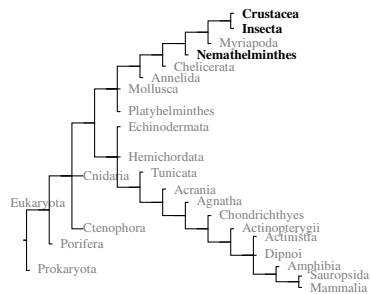 Crustacea
Insecta
Myriapoda
Nemathelminthes
Chelicerata
Annelida
Mollusca
Platyhelminthes
Echinodermata
Hemichordata
Tunicata
Cnidaria
Acrania
Agnatha
Eukaryota
Chondrichthyes
Ctenophora
Actinopterygii
Actinistia
Porifera
Dipnoi
Amphibia
Prokaryota
Sauropsida
Mammalia